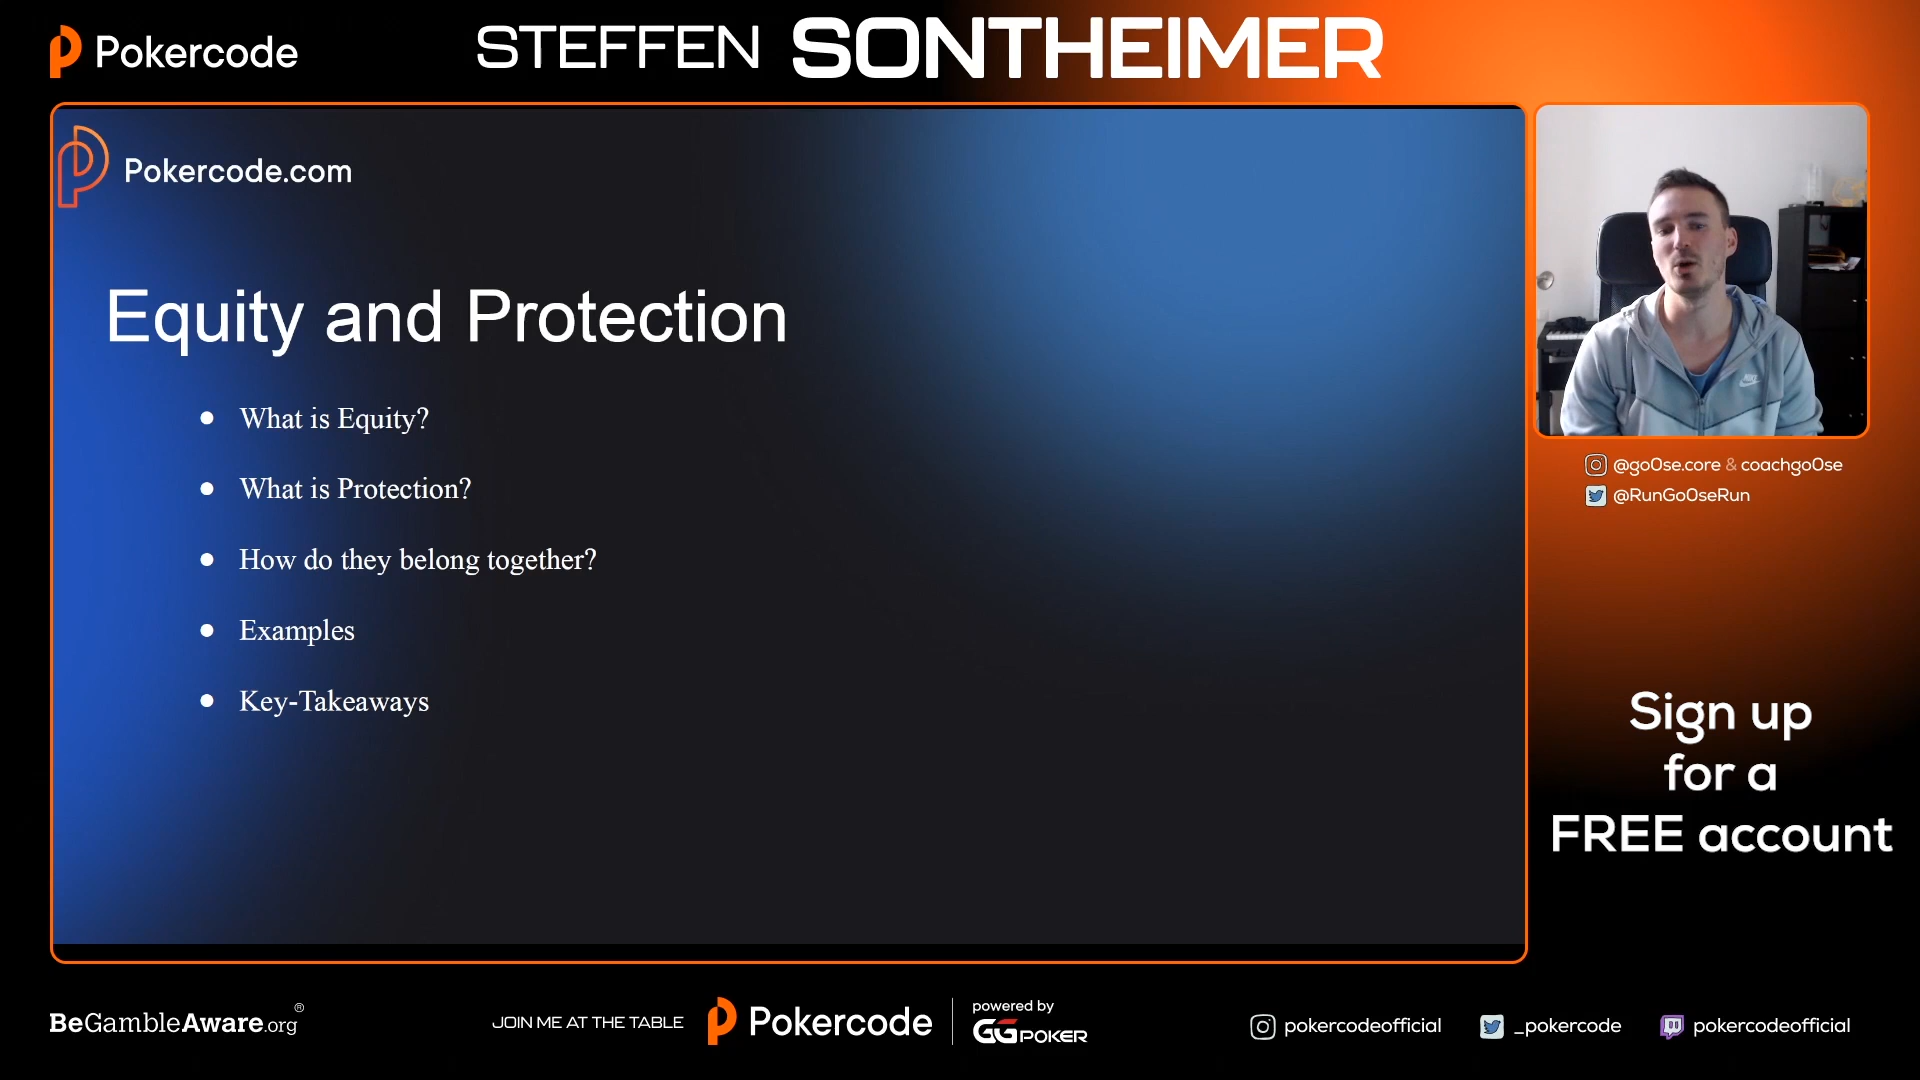 Pokercode
STEFFEN SONTHEIMER
Pokercode.com
Equity and Protection
What is Equity?
What is Protection?
How do they belong together?
Examples
Key-Takeaways
@go0se.core & coachgo0se
@RunGo0seRun
Sign up
for a
FREE account
BeGambleAware.org®
JOIN ME AT THE TABLE
Pokercode
powered by
GGPOKER
pokercodeofficial
_pokercode
pokercodeofficial